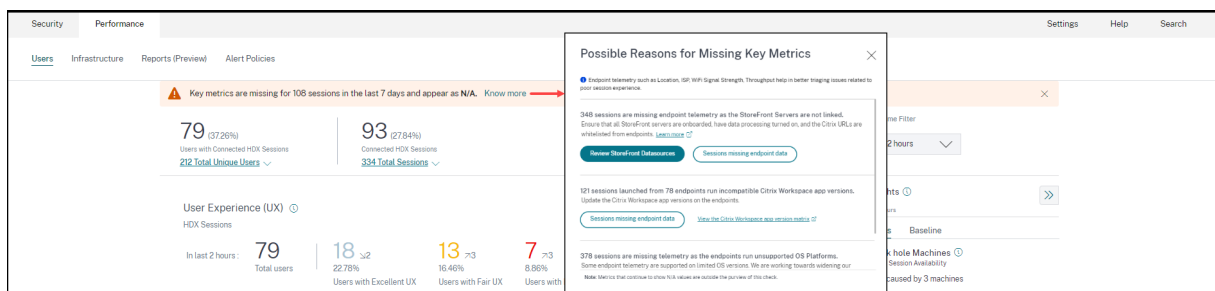 Security Performance Settings Help Search
Users Infrastructure Reports (Preview) Alert Policies
Key metrics are missing for 108 sessions in the last 7 days and appear as N/A. Know more
79 (37.26%)
Users with Connected HDX Sessions
212 Total Unique Users
93 (27.84%)
Connected HDX Sessions
334 Total Sessions
User Experience (UX)
HDX Sessions
In last 2 hours :
79
Total users
18 2
22.78%
Users with Excellent UX
13 3
16.46%
Users with Fair UX
7 3
8.86%
Users with
Possible Reasons for Missing Key Metrics
Endpoint telemetry such as Location, ISP, WiFi Signal Strength, Throughput help in better triaging issues related to
poor session experience.
348 sessions are missing endpoint telemetry as the StoreFront Servers are not linked.
Ensure that all StoreFront servers are onboarded, have data processing turned on, and the Citrix URLs are
whitelisted from endpoints. Learn more
Review StoreFront Datasources Sessions missing endpoint data
121 sessions launched from 78 endpoints run incompatible Citrix Workspace app versions.
Update the Citrix Workspace app versions on the endpoints.
Sessions missing endpoint data View the Citrix Workspace app version matrix
378 sessions are missing telemetry as the endpoints run unsupported OS Platforms.
Some endpoint telemetry are supported on limited OS versions. We are working towards widening our
Note: Metrics that continue to show N/A values are outside the purview of this check.
me Filter
2 hours
hts
ers
s Baseline
k hole Machines
Session Availability
caused by 3 machines